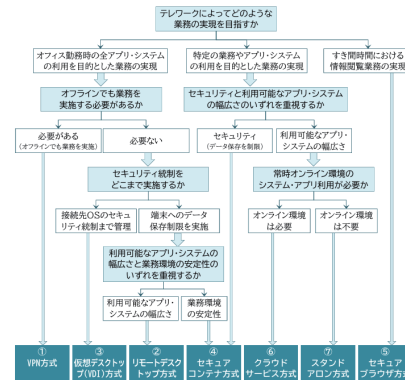 テレワークによってどのような
業務の実現を目指すか
オフィス勤務時の全アプリ・システム
の利用を目的とした業務の実現
特定の業務やアプリ・システム
の利用を目的とした業務の実現
すき間時間における
情報閲覧業務の実現
オフラインでも業務を
実施する必要があるか
セキュリティと利用可能なアプリ・システム
の幅広さのいずれを重視するか
必要がある
(オフラインでも業務を実施)
必要ない
セキュリティ
(データ保存を制限)
利用可能なアプリ・
システムの幅広さ
セキュリティ統制を
どこまで実施するか
常時オンライン環境の
システム・アプリ利用が必要か
接続先OSのセキュ
リティ統制まで管理
端末へのデータ
保存制限を実施
オンライン環境
は必要
オンライン環境
は不要
利用可能なアプリ・システムの
幅広さと業務環境の安定性の
いずれを重視するか
利用可能なアプリ・
システムの幅広さ
業務環境
の安定性
①
VPN方式
③
仮想デスクトッ
プ(VDI)方式
②
リモートデスク
トップ方式
④
セキュア
コンテナ方式
⑥
クラウド
サービス方式
⑦
スタンド
アロン方式
⑤
セキュア
ブラウザ方式